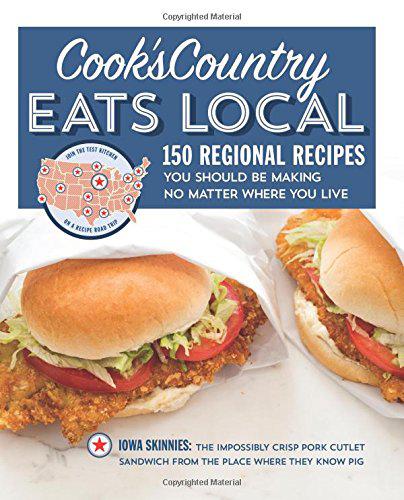 Copyrighted Material
Cook'sCountry
EATS LOCAL
150 REGIONAL RECIPES
YOU SHOULD BE MAKING
NO MATTER WHERE YOU LIVE
JOIN THE TEST KITCHEN
ON A RECIPE ROAD TRIP
IOWA SKINNIES: THE IMPOSSIBLY CRISP PORK CUTLET
SANDWICH FROM THE PLACE WHERE THEY KNOW PIG
Copyrighted Material